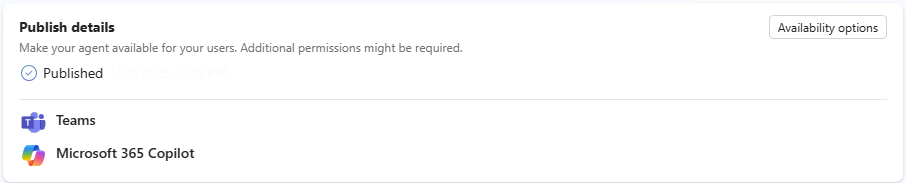 Publish details
Availability options
Make your agent available for your users. Additional permissions might be required.
Published
Teams
Microsoft 365 Copilot